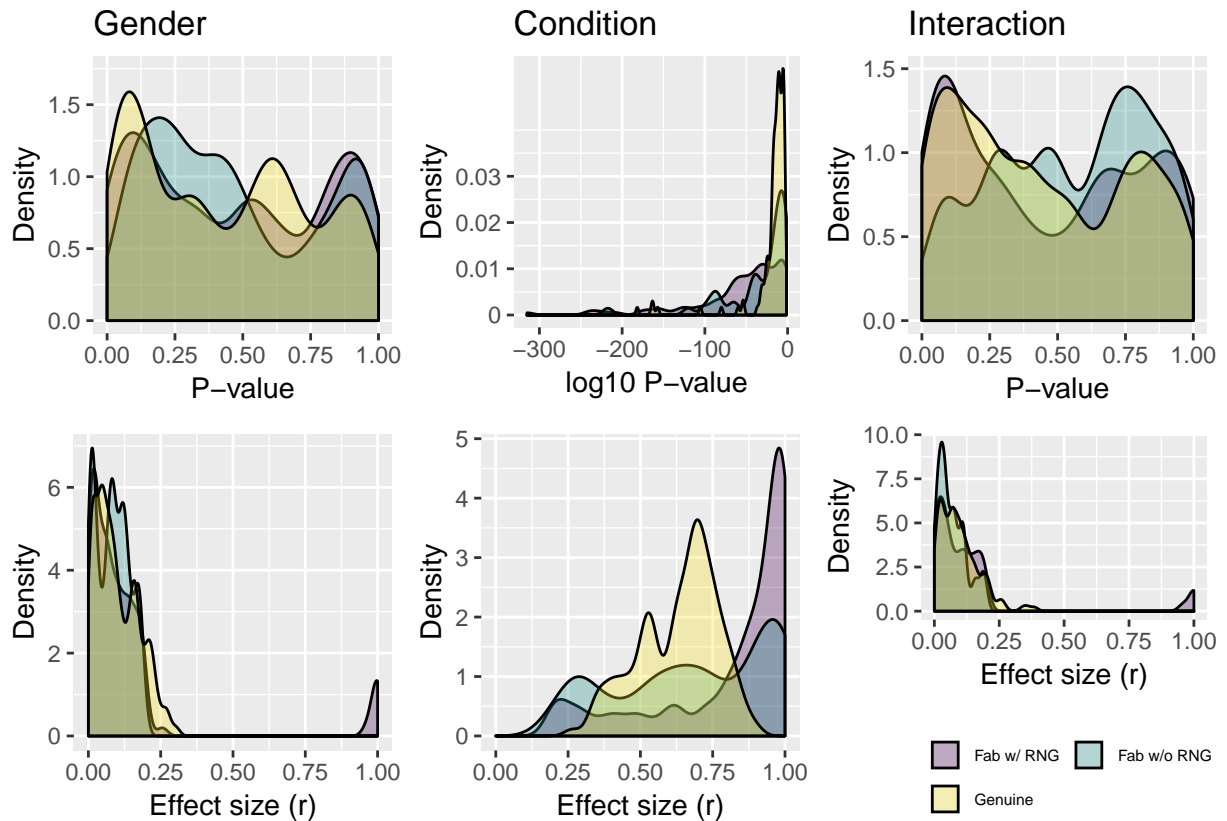 Gender
Condition
Interaction
Density
1.5
1.0
0.5
0.0
0.00 0.25 0.50 0.75 1.00
P−value
Density
0.03
0.02
0.01
0
−300 −200 −100 0
log10 P−value
Density
1.5
1.0
0.5
0.0
0.00 0.25 0.50 0.75 1.00
P−value
Density
6
4
2
0
0.00 0.25 0.50 0.75 1.00
Effect size (r)
Density
5
4
3
2
1
0
0.00 0.25 0.50 0.75 1.00
Effect size (r)
Density
10.0
7.5
5.0
2.5
0.0
0.00 0.25 0.50 0.75 1.00
Effect size (r)
Fab w/ RNG Fab w/o RNG
Genuine